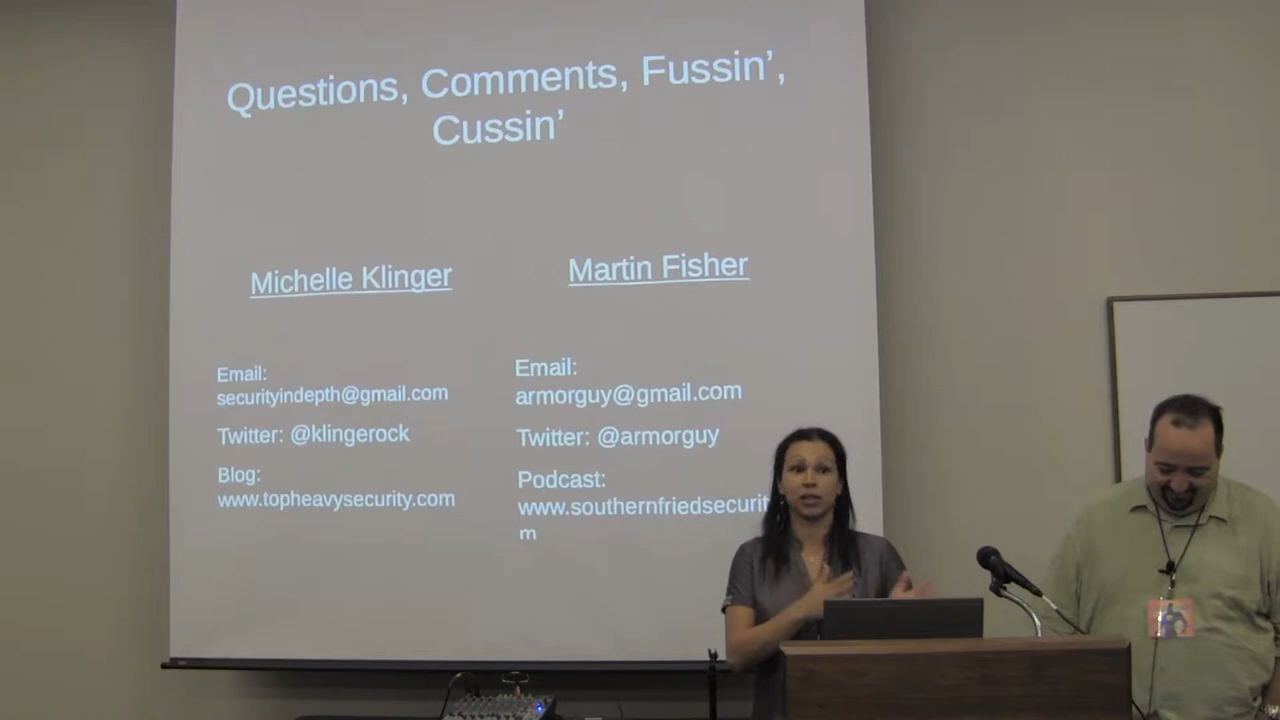 Questions, Comments, Fussin’,
Cussin’
Michelle Klinger
Email:
securityindepth@gmail.com
Twitter: @klingerock
Blog:
www.topheavysecurity.com
Martin Fisher
Email:
armorguy@gmail.com
Twitter: @armorguy
Podcast:
www.southernfriedsecurit
m